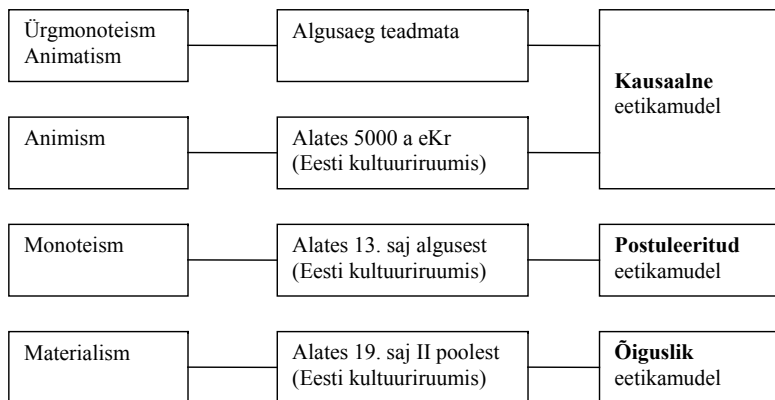 Ürgmonoteism
Animatism
Algusaeg teadmata
Kausaalne
eetikamudel
Animism
Alates 5000 a eKr
(Eesti kultuuriruumis)
Monoteism
Alates 13. saj algusest
(Eesti kultuuriruumis)
Postuleeritud
eetikamudel
Materialism
Alates 19. saj II poolest
(Eesti kultuuriruumis)
Õiguslik
eetikamudel